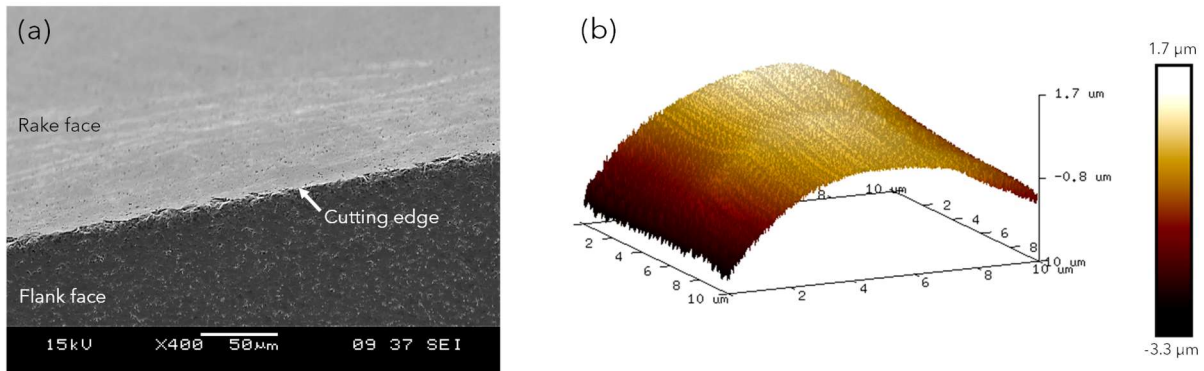 (a)
Rake face
Cutting edge
Flank face
15kV X400 50µm 09 37 SEI
(b)
1.7 um
-0.8 um
10 um
8
10 um
2
4
6
8
10 um
2
4
6
8
10 um
2
4
6
8
1.7 µm
-3.3 µm